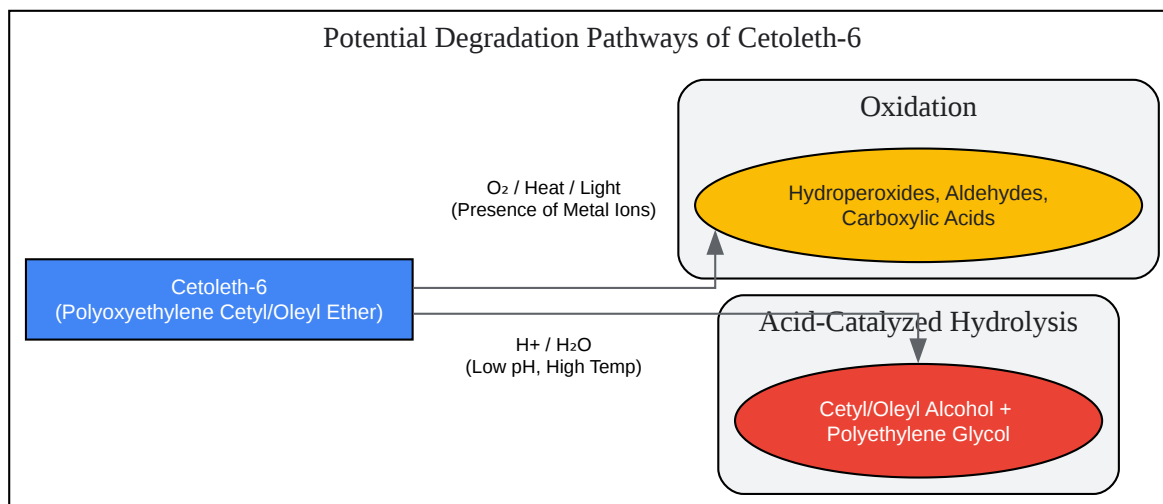 Potential Degradation Pathways of Cetoleth-6
Oxidation
O₂ / Heat / Light
(Presence of Metal Ions)
Hydroperoxides, Aldehydes,
Carboxylic Acids
Cetoleth-6
(Polyoxyethylene Cetyl/Oleyl Ether)
Acid-Catalyzed Hydrolysis
H+ / H₂O
(Low pH, High Temp)
Cetyl/Oleyl Alcohol +
Polyethylene Glycol